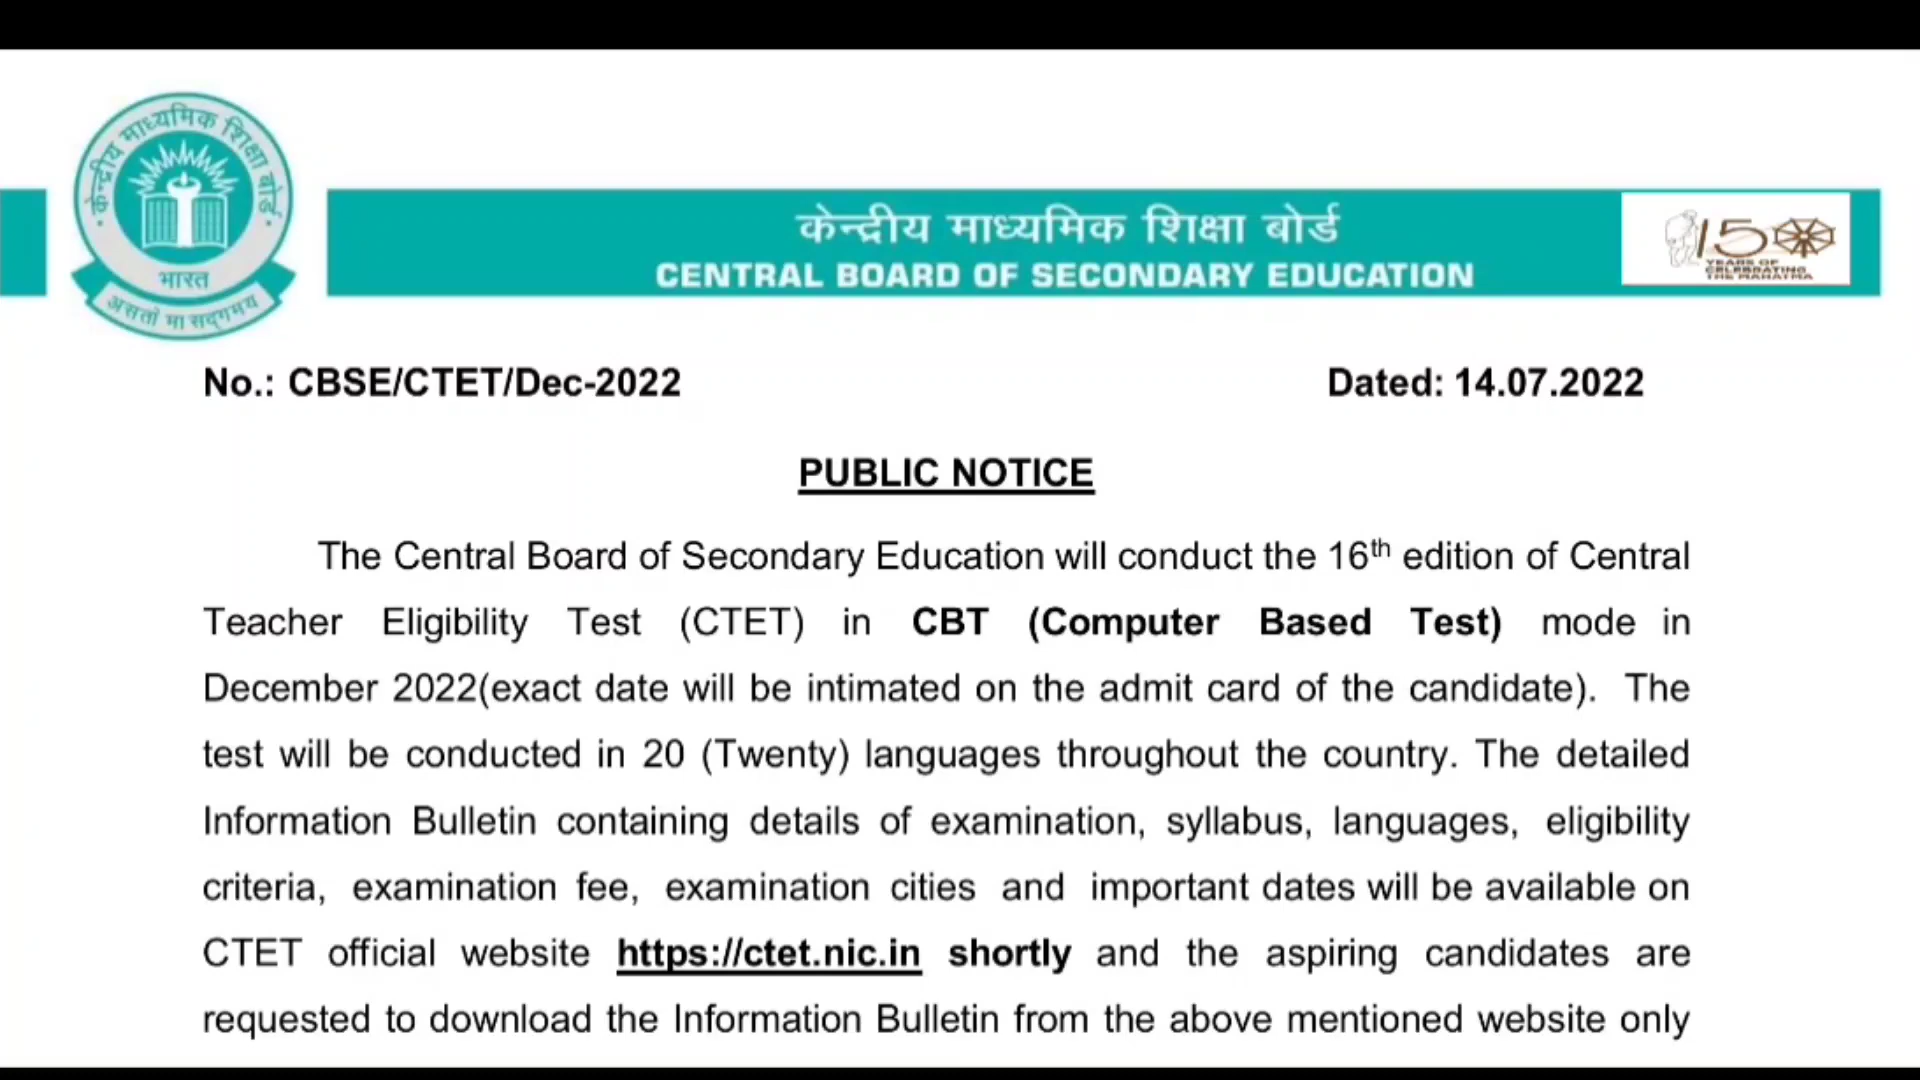 केन्द्रीय माध्यमिक शिक्षा बोर्ड
भारत
असतो मा सद्गमय
केन्द्रीय माध्यमिक शिक्षा बोर्ड
CENTRAL BOARD OF SECONDARY EDUCATION
150
YEARS OF
CELEBRATING
THE MAHATMA
No.: CBSE/CTET/Dec-2022 Dated: 14.07.2022
PUBLIC NOTICE
The Central Board of Secondary Education will conduct the 16th edition of Central
Teacher Eligibility Test (CTET) in CBT (Computer Based Test) mode in
December 2022(exact date will be intimated on the admit card of the candidate). The
test will be conducted in 20 (Twenty) languages throughout the country. The detailed
Information Bulletin containing details of examination, syllabus, languages, eligibility
criteria, examination fee, examination cities and important dates will be available on
CTET official website https://ctet.nic.in shortly and the aspiring candidates are
requested to download the Information Bulletin from the above mentioned website only